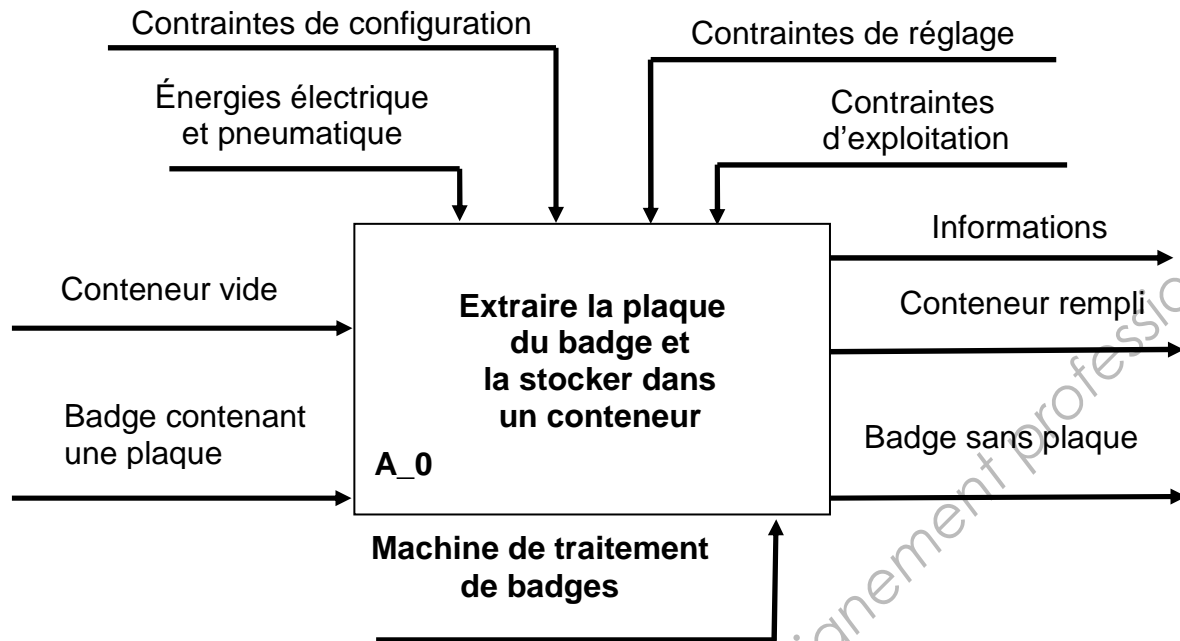 Contraintes de configuration
Contraintes de réglage
Énergies électrique
et pneumatique
Contraintes
d'exploitation
Informations
Conteneur vide
Conteneur rempli
Extraire la plaque
du badge et
la stocker dans
un conteneur
Badge contenant
une plaque
Badge sans plaque
A_0
Machine de traitement
de badges